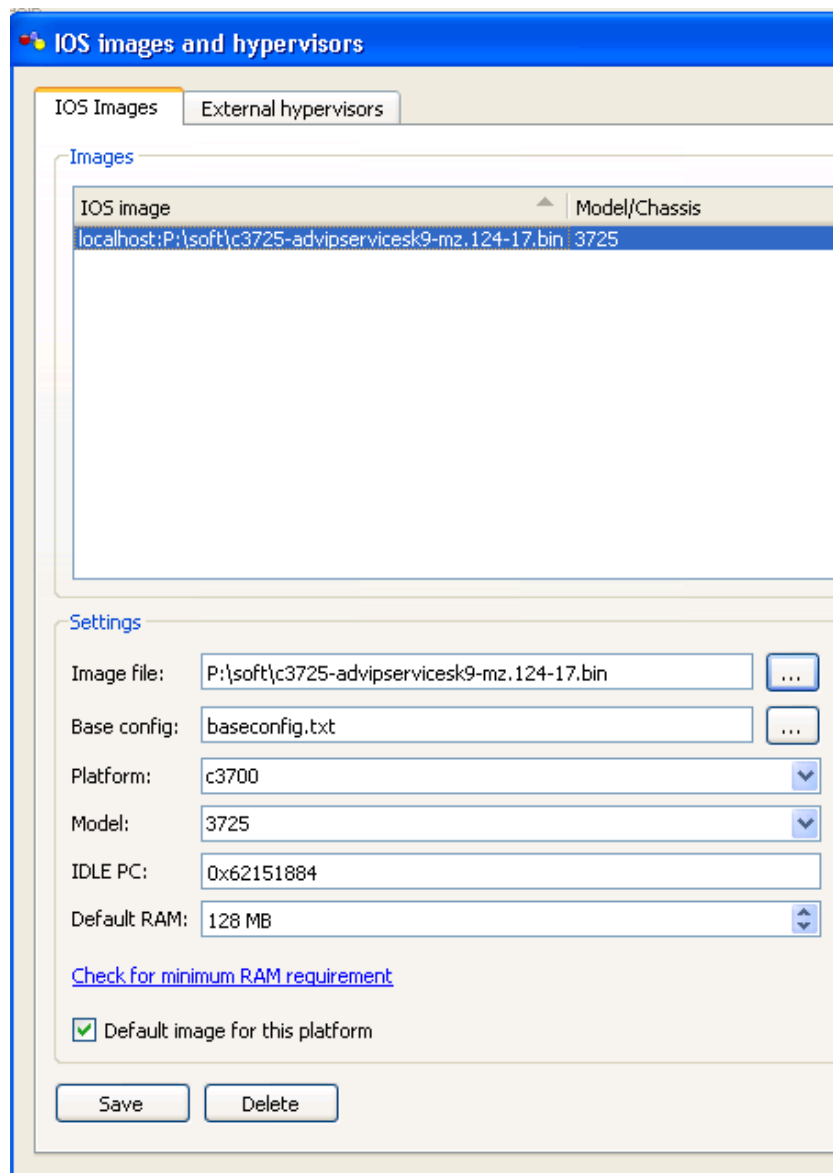 IOS images and hypervisors
IOS Images
External hypervisors
Images
IOS image
Model/Chassis
localhost:P:\soft\c3725-advipservicesk9-mz.124-17.bin 3725
Settings
Image file: P:\soft\c3725-advipservicesk9-mz.124-17.bin ...
Base config: baseconfig.txt ...
Platform: c3700
Model: 3725
IDLE PC: 0x62151884
Default RAM: 128 MB
Check for minimum RAM requirement
Default image for this platform
Save
Delete